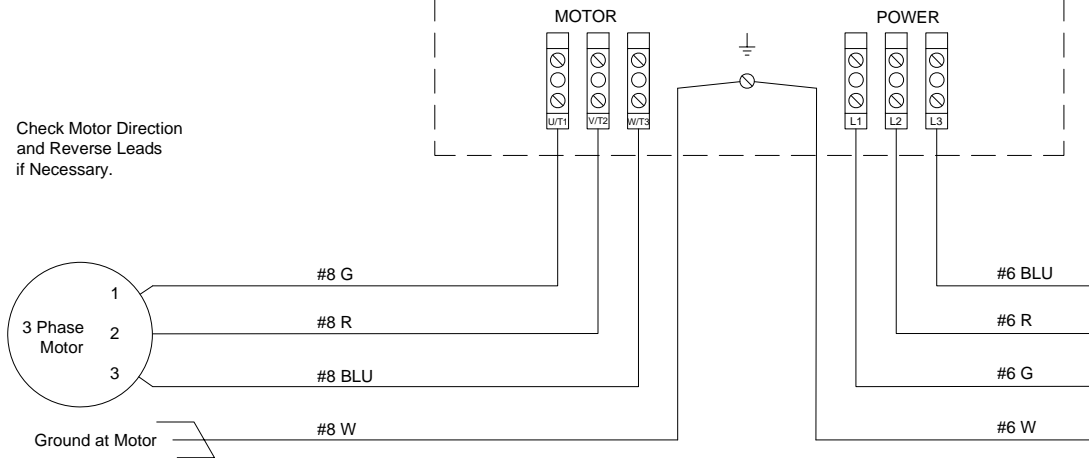 MOTOR
POWER
U/T1
V/T2
W/T3
L1
L2
L3
Check Motor Direction
and Reverse Leads
if Necessary.
#8 G
#6 BLU
1
3 Phase
Motor
2
#8 R
#6 R
3
#8 BLU
#6 G
Ground at Motor
#8 W
#6 W